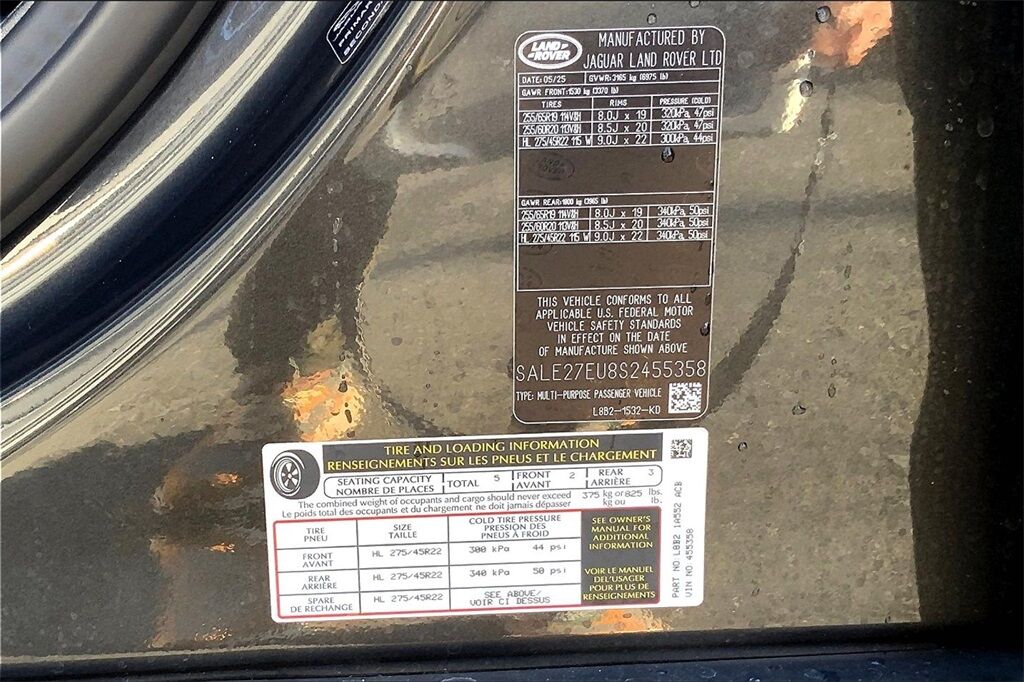 PRIMAR
SECOND
LAND
ROVER
MANUFACTURED BY
JAGUAR LAND ROVER LTD
DATE: 05/25 GVWR: 3165 kg (6975 lb)
GAWR FRONT: 1530 kg (3370 lb)
TIRES RIMS PRESSURE (COLD)
255/65R19 114V8H 8.0J x 19 320kPa, 47psi
255/60R20 113V8H 8.5J x 20 320kPa, 47psi
HL 275/45R22 115 W 9.0J x 22 300kPa, 44psi
LAND
ROVER
GAWR REAR: 1800 kg (3965 lb)
255/65R19 114V8H 8.0J x 19 340kPa, 50psi
255/60R20 113V8H 8.5J x 20 340kPa, 50psi
HL 275/45R22 115 W 9.0J x 22 340kPa, 50psi
THIS VEHICLE CONFORMS TO ALL
APPLICABLE U.S. FEDERAL MOTOR
VEHICLE SAFETY STANDARDS
IN EFFECT ON THE DATE
OF MANUFACTURE SHOWN ABOVE
SALE27EU8S2455358
TYPE: MULTI-PURPOSE PASSENGER VEHICLE
L8B2-1532-KD
TIRE AND LOADING INFORMATION
RENSEIGNEMENTS SUR LES PNEUS ET LE CHARGEMENT
SEATING CAPACITY
NOMBRE DE PLACES
TOTAL 5
FRONT
AVANT 2
REAR
ARRIÈRE 3
The combined weight of occupants and cargo should never exceed 375 kg or 825 lbs.
Le poids total des occupants et du chargement ne doit jamais dépasser kg ou lb.
TIRE
PNEU
SIZE
TAILLE
COLD TIRE PRESSURE
PRESSION DES
PNEUS À FROID
FRONT
AVANT
HL 275/45R22
300 kPa 44 psi
REAR
ARRIÈRE
HL 275/45R22
340 kPa 50 psi
SPARE
DE RECHANGE
HL 275/45R22
SEE ABOVE/
VOIR CI DESSUS
SEE OWNER'S
MANUAL FOR
ADDITIONAL
INFORMATION
VOIR LE MANUEL
DEL'USAGER
POUR PLUS DE
RENSEIGNEMENTS
PART NO L8B2 1A552 ACB
VIN NO 455358